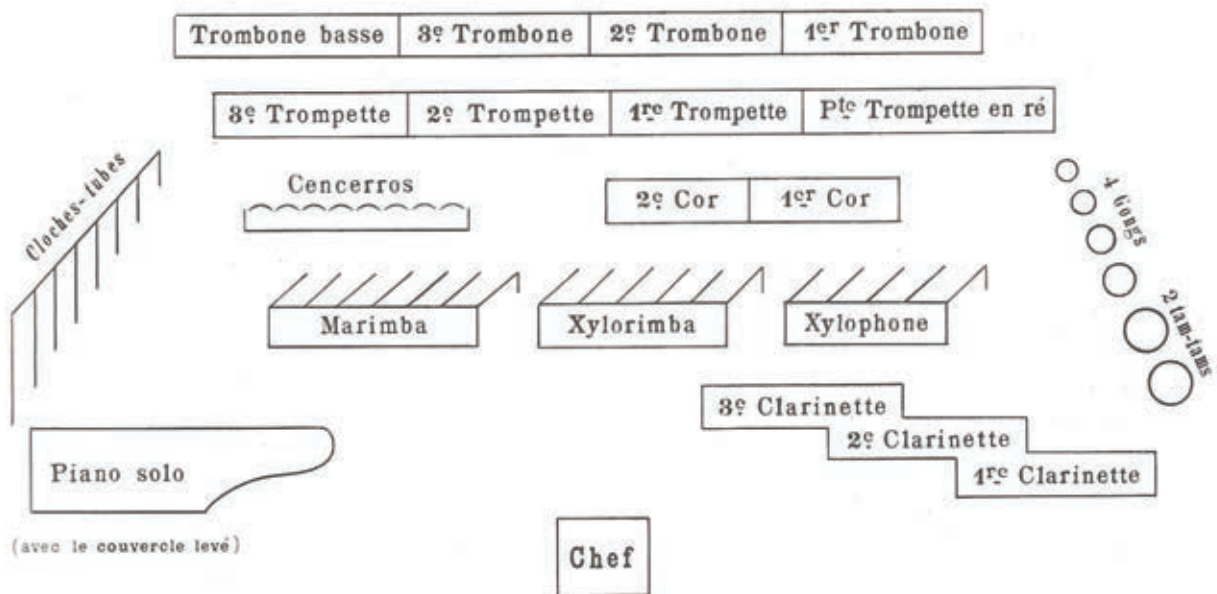 Trombone basse 3e Trombone 2e Trombone 1er Trombone
3e Trompette 2e Trompette 1re Trompette Pte Trompette en ré
Cloches-tubes
Cencerros
2e Cor 1er Cor
4 Gongs
Marimba Xylorimba Xylophone
2 tam-tams
3e Clarinette
2e Clarinette
1re Clarinette
Piano solo
(avec le couvercle levé)
Chef